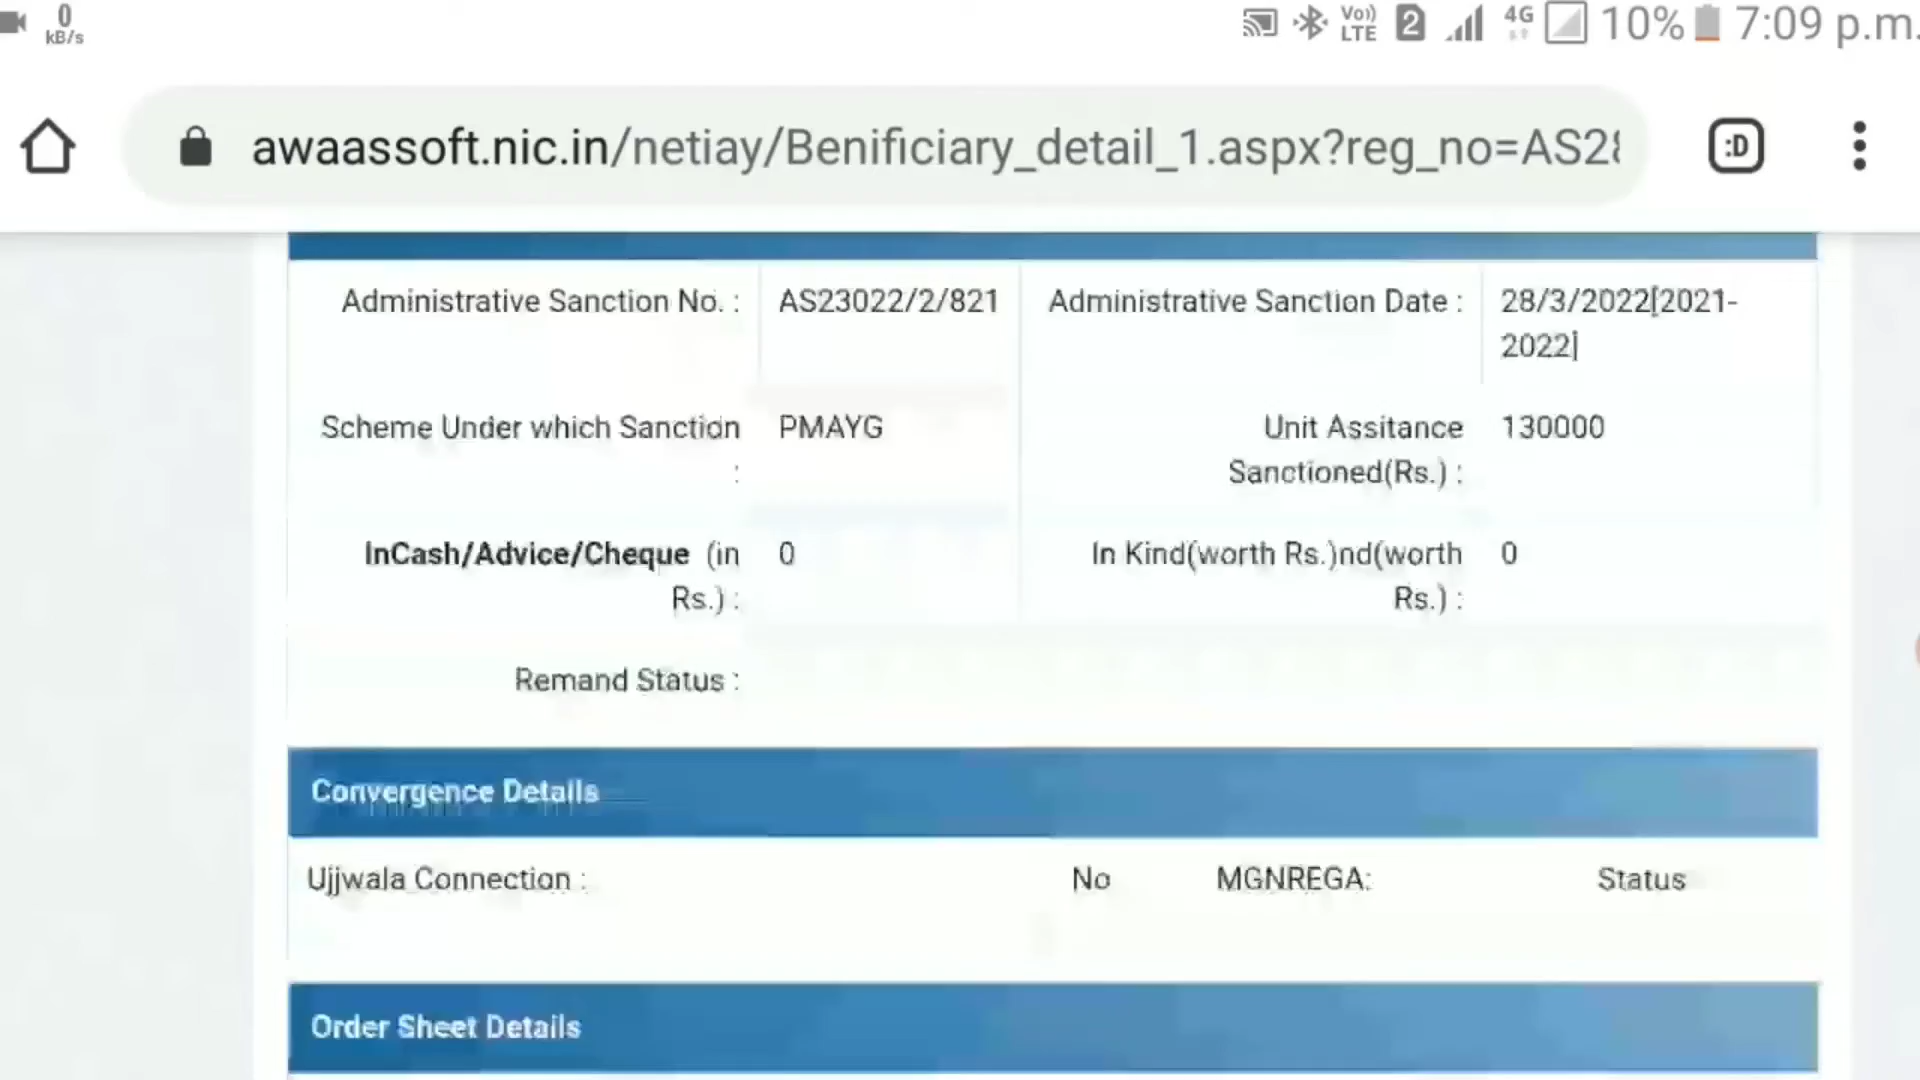 0
kB/s
Vo))
LTE
2
4G
10%
7:09 p.m.
awaassoft.nic.in/netiay/Benificiary_detail_1.aspx?reg_no=AS28
:D
Administrative Sanction No. : AS23022/2/821 Administrative Sanction Date : 28/3/2022[2021-
2022]
Scheme Under which Sanction PMAYG Unit Assitance 130000
: Sanctioned(Rs.) :
InCash/Advice/Cheque (in 0 In Kind(worth Rs.)nd(worth 0
Rs.) : Rs.) :
Remand Status :
Convergence Details
Ujjwala Connection : No MGNREGA: Status
Order Sheet Details